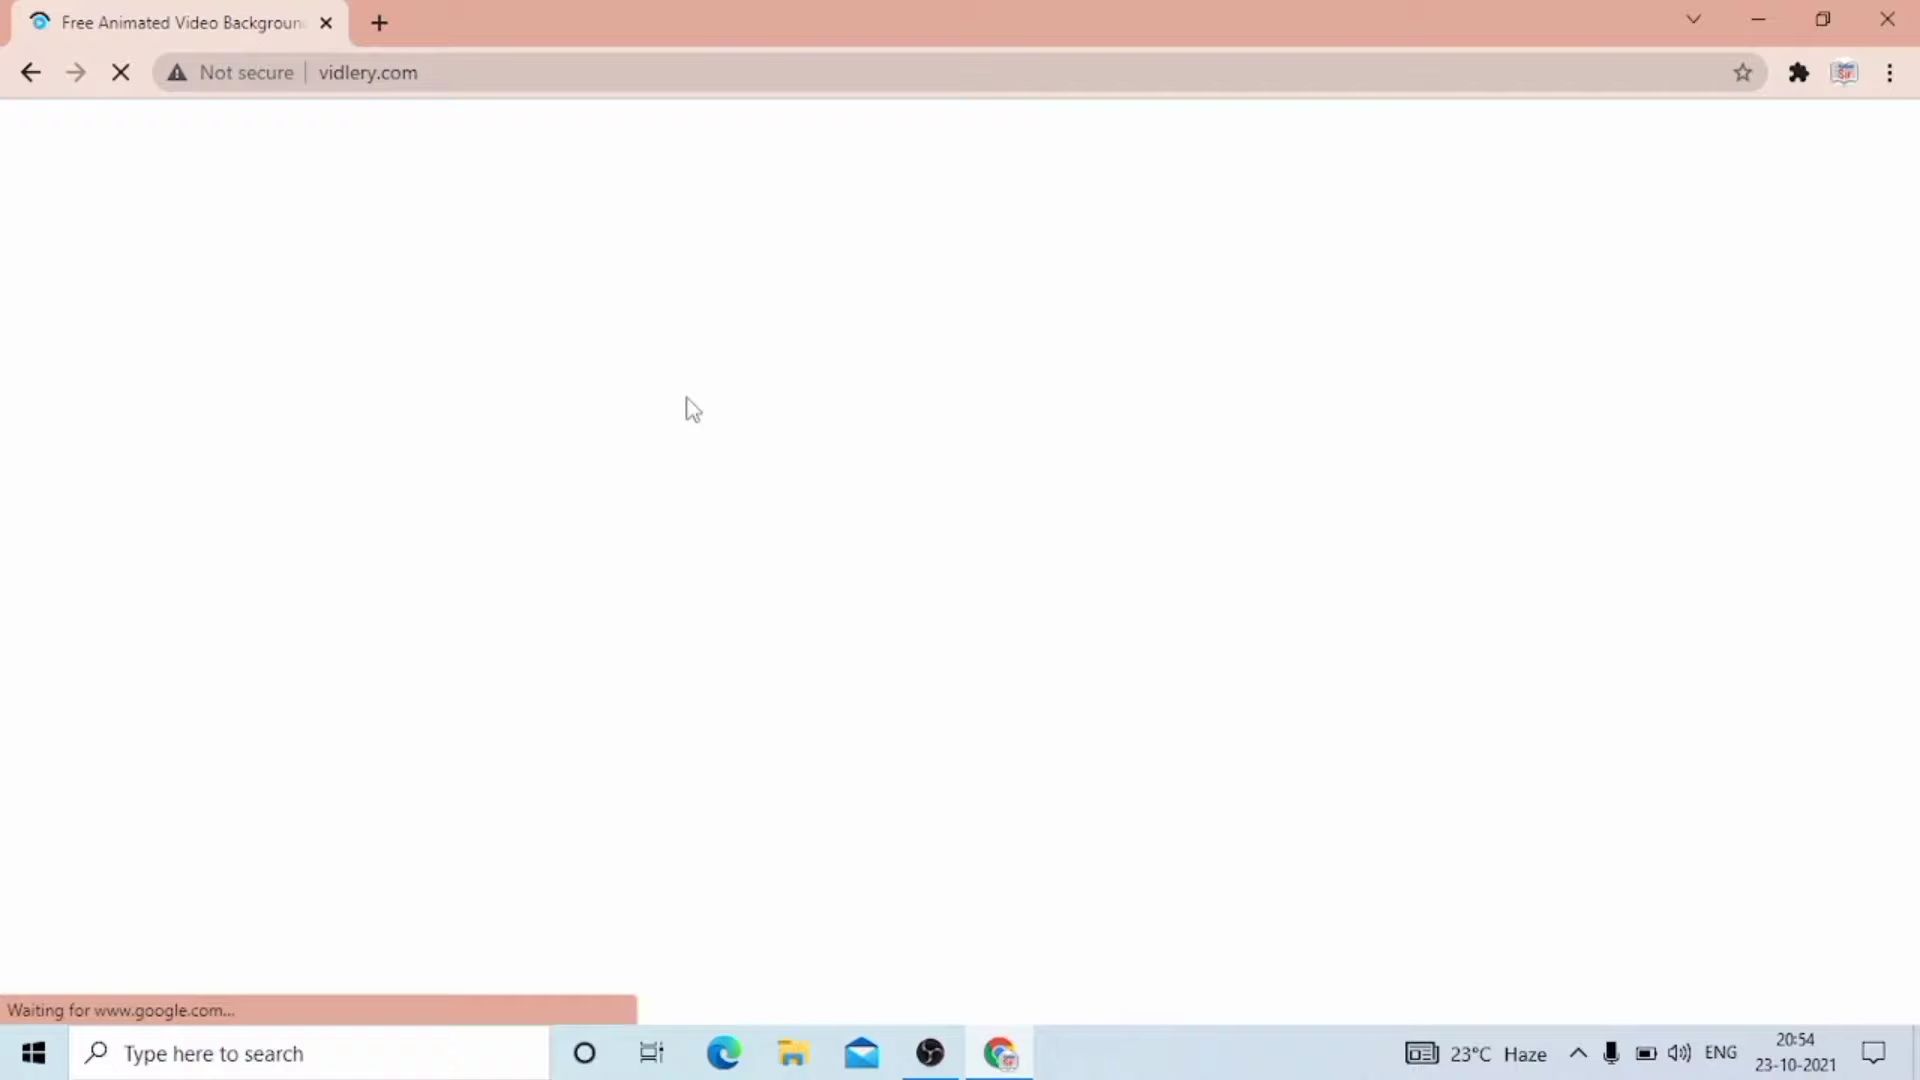 Free Animated Video Backgroun
Not secure
vidlery.com
Waiting for www.google.com...
Type here to search
23°C Haze
ENG
20:54
23-10-2021